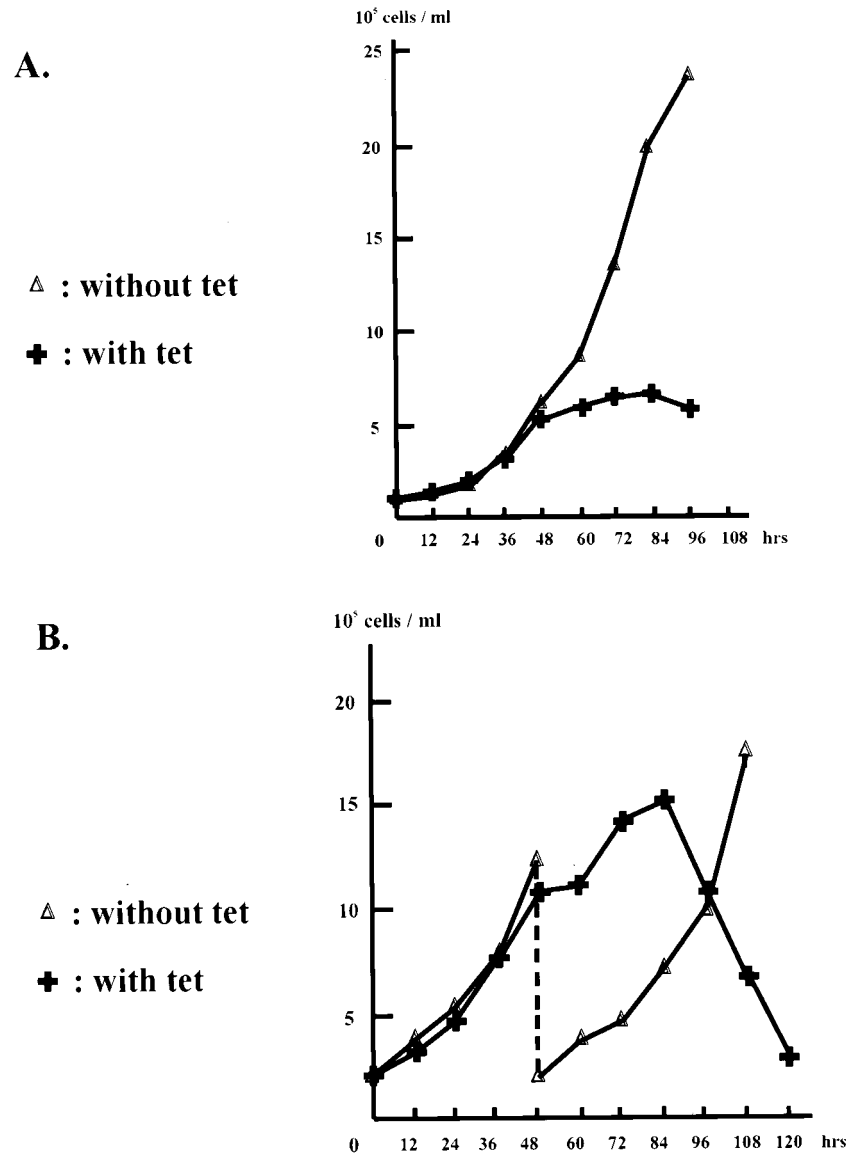 10⁵ cells / ml
A.
25
20
15
10
5
△ : without tet
✚ : with tet
0 12 24 36 48 60 72 84 96 108 hrs
10⁵ cells / ml
B.
20
15
10
5
△ : without tet
✚ : with tet
0 12 24 36 48 60 72 84 96 108 120 hrs